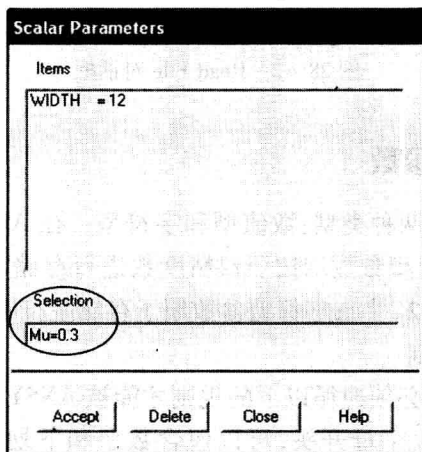 Scalar Parameters
Items
WIDTH = 12
Selection
Mu=0.3
Accept
Delete
Close
Help